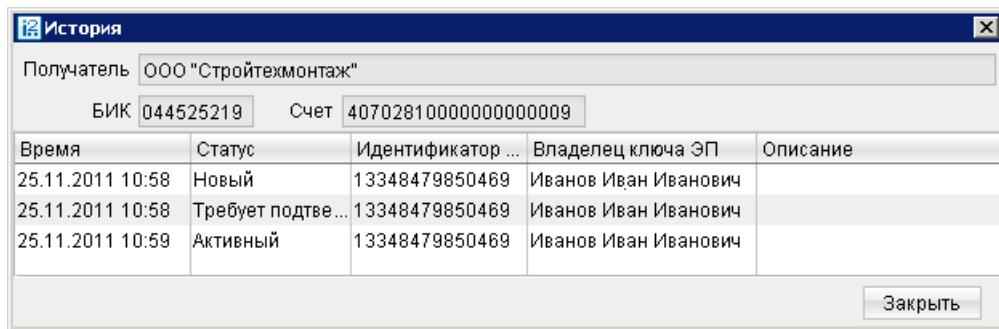 История
Получатель ООО "Стройтехмонтаж"
БИК 044525219 Счет 40702810000000000009
Время Статус Идентификатор ... Владелец ключа ЭП Описание
25.11.2011 10:58 Новый 13348479850469 Иванов Иван Иванович
25.11.2011 10:58 Требует подтве... 13348479850469 Иванов Иван Иванович
25.11.2011 10:59 Активный 13348479850469 Иванов Иван Иванович
Закрыть